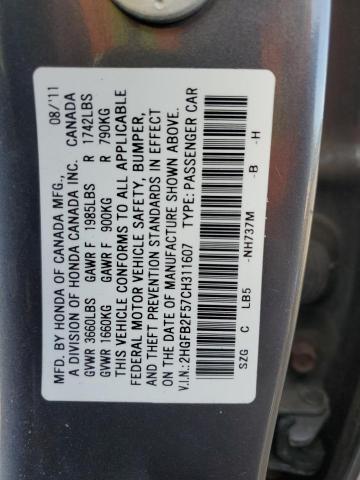 MFD. BY HONDA OF CANADA MFG., 08/'11
A DIVISION OF HONDA CANADA INC. CANADA
GVWR 3660LBS GAWR F 1985LBS R 1742LBS
GVWR 1660KG GAWR F 900KG R 790KG
THIS VEHICLE CONFORMS TO ALL APPLICABLE
FEDERAL MOTOR VEHICLE SAFETY, BUMPER,
AND THEFT PREVENTION STANDARDS IN EFFECT
ON THE DATE OF MANUFACTURE SHOWN ABOVE.
V.I.N.:2HGFB2F57CH311607 TYPE:PASSENGER CAR
SZG C LB5 -NH737M -B -H